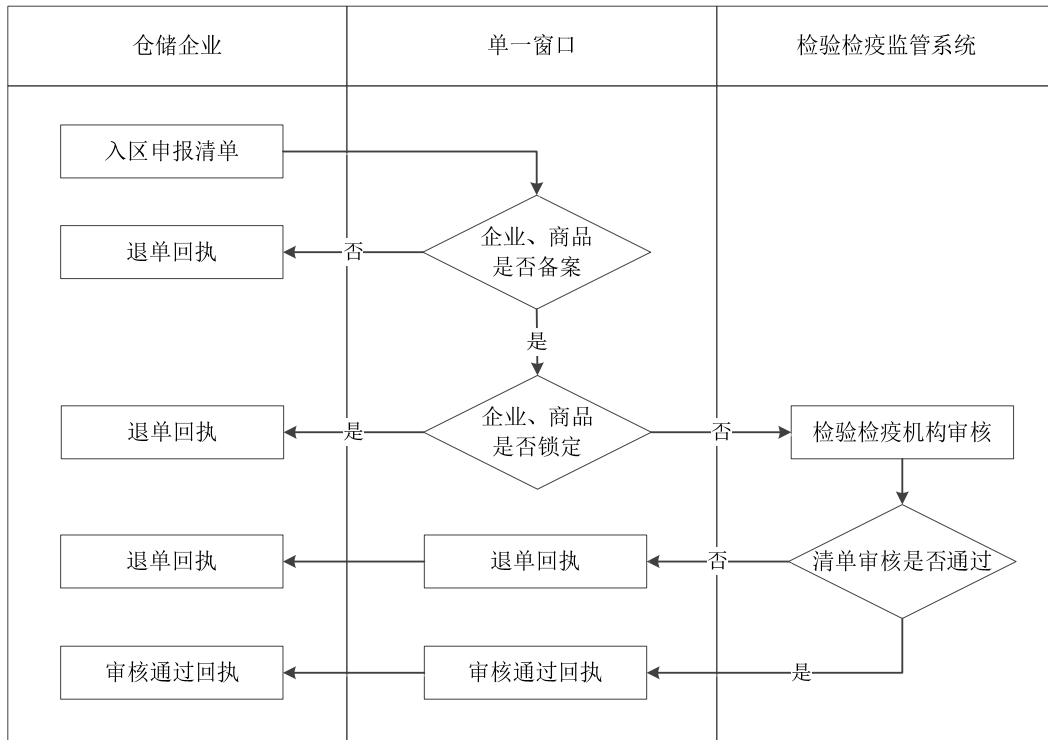 仓储企业
单一窗口
检验检疫监管系统
入区申报清单
企业、商品
是否备案
否
退单回执
是
企业、商品
是否锁定
是
退单回执
否
检验检疫机构审核
清单审核是否通过
否
退单回执
退单回执
是
审核通过回执
审核通过回执